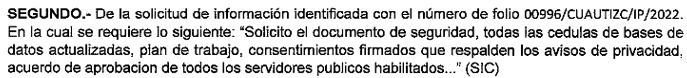 SEGUNDO.- De la solicitud de información identificada con el número de folio 00996/CUAUTIZC/IP/2022.
En la cual se requiere lo siguiente: “Solicito el documento de seguridad, todas las cedulas de bases de
datos actualizadas, plan de trabajo, consentimientos firmados que respalden los avisos de privacidad,
acuerdo de aprobacion de todos los servidores publicos habilitados...” (SIC)